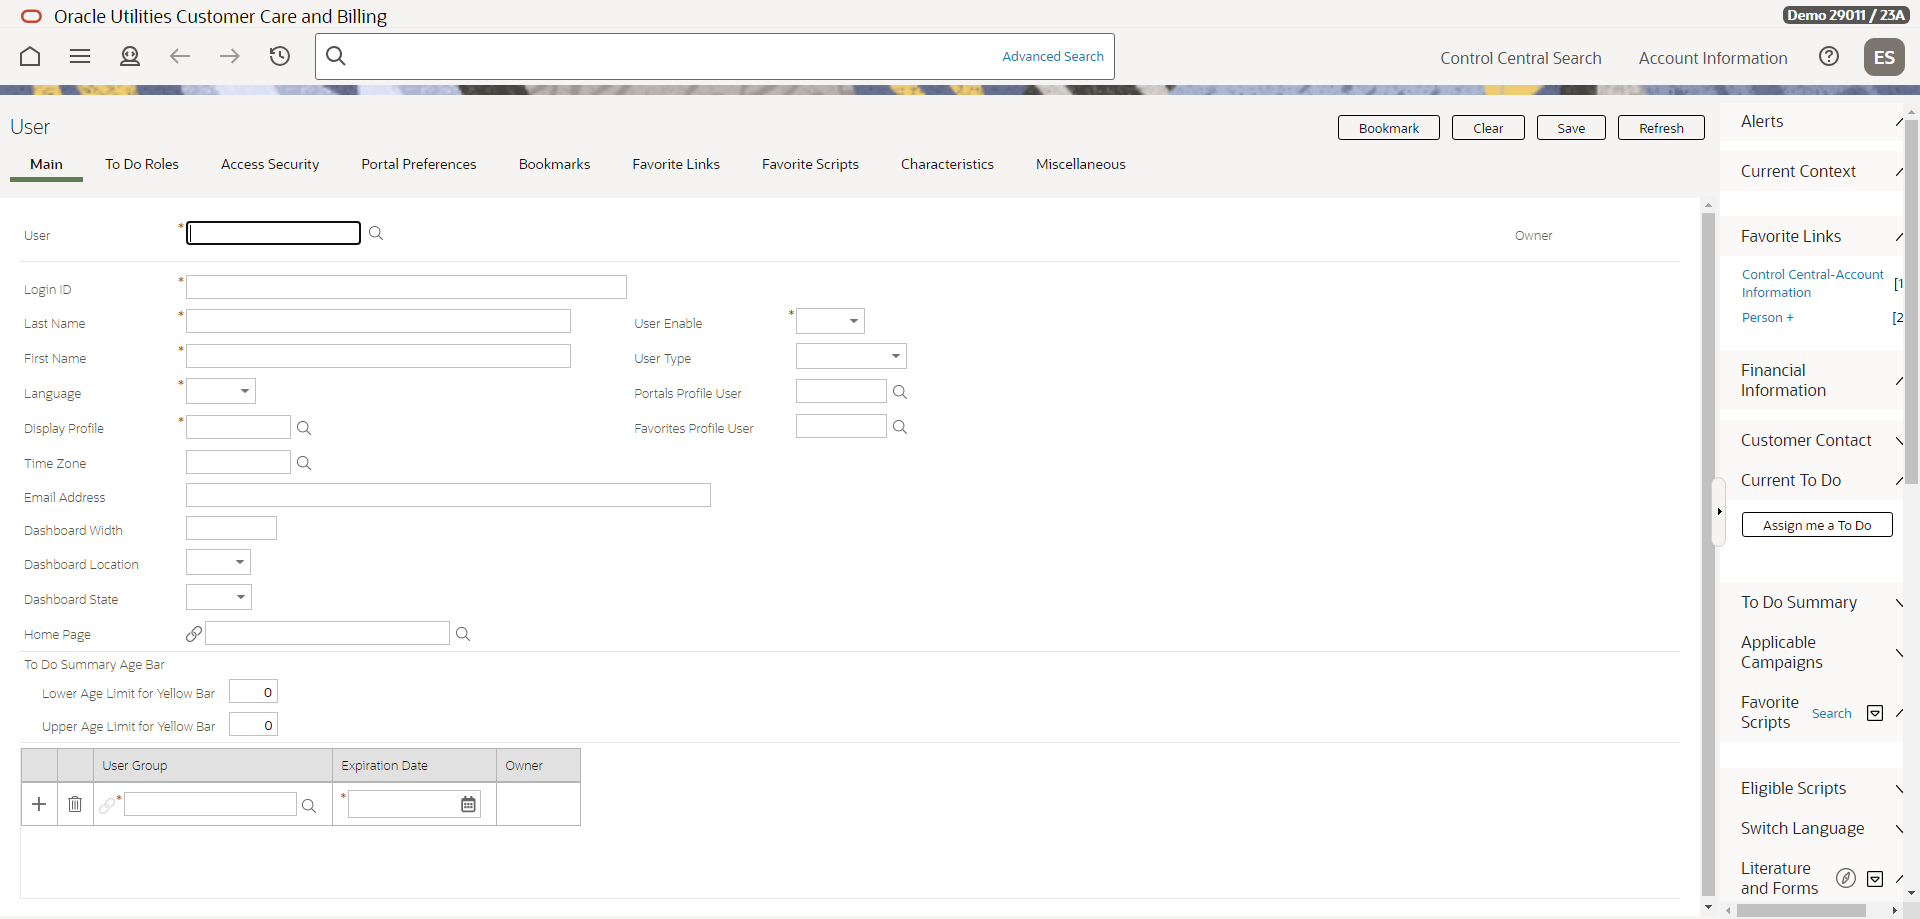 Oracle Utilities Customer Care and Billing
Demo 29011 / 23A
Advanced Search
Control Central Search
Account Information
ES
User
Bookmark
Clear
Save
Refresh
Main
To Do Roles
Access Security
Portal Preferences
Bookmarks
Favorite Links
Favorite Scripts
Characteristics
Miscellaneous
User
*
Owner
Login ID
*
Last Name
*
User Enable
*
First Name
*
User Type
Language
*
Portals Profile User
Display Profile
*
Favorites Profile User
Time Zone
Email Address
Dashboard Width
Dashboard Location
Dashboard State
Home Page
To Do Summary Age Bar
Lower Age Limit for Yellow Bar
0
Upper Age Limit for Yellow Bar
0
User Group
Expiration Date
Owner
*
*
Alerts
Current Context
Favorite Links
Control Central-Account
Information
[1
Person +
[2
Financial
Information
Customer Contact
Current To Do
Assign me a To Do
To Do Summary
Applicable
Campaigns
Favorite
Scripts
Search
Eligible Scripts
Switch Language
Literature
and Forms